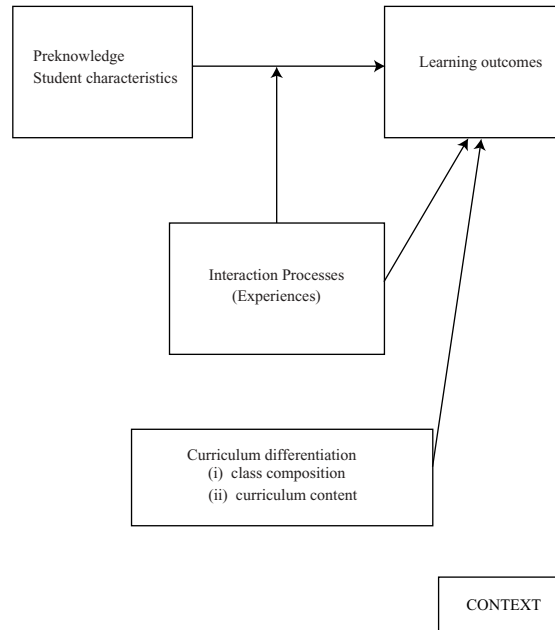 Preknowledge
Student characteristics
Learning outcomes
Interaction Processes
(Experiences)
Curriculum differentiation
(i) class composition
(ii) curriculum content
CONTEXT